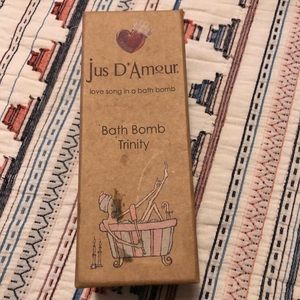 jus D'Amour
love song in a bath bomb
Bath Bomb
Trinity